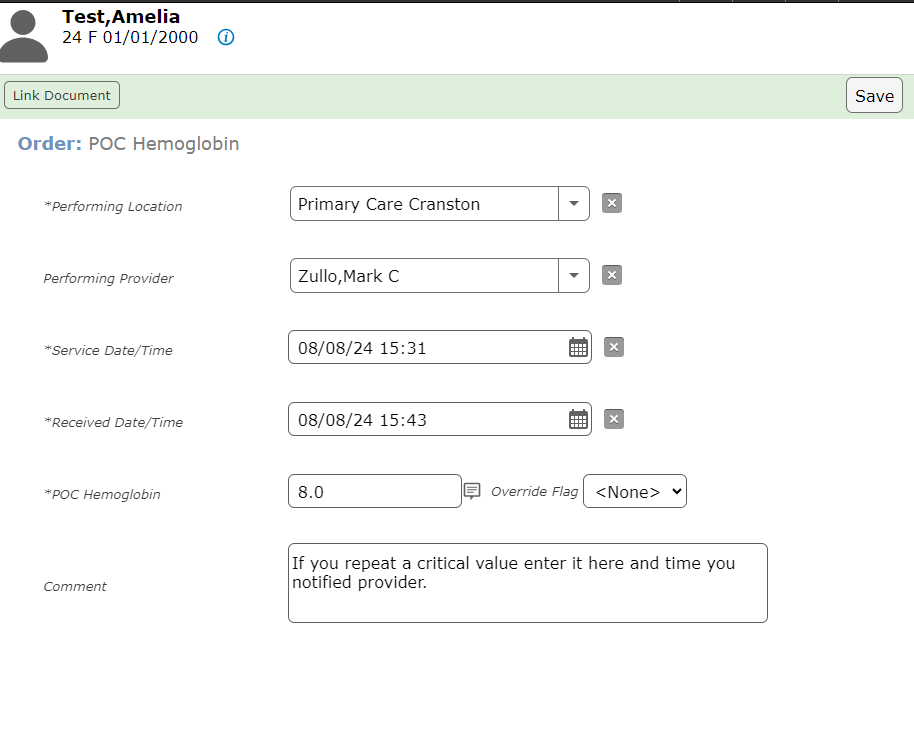 Test,Amelia
24 F 01/01/2000 i
Link Document
Save
Order: POC Hemoglobin
*Performing Location
Primary Care Cranston
Performing Provider
Zullo,Mark C
*Service Date/Time
08/08/24 15:31
*Received Date/Time
08/08/24 15:43
*POC Hemoglobin
8.0
Override Flag
<None>
Comment
If you repeat a critical value enter it here and time you
notified provider.